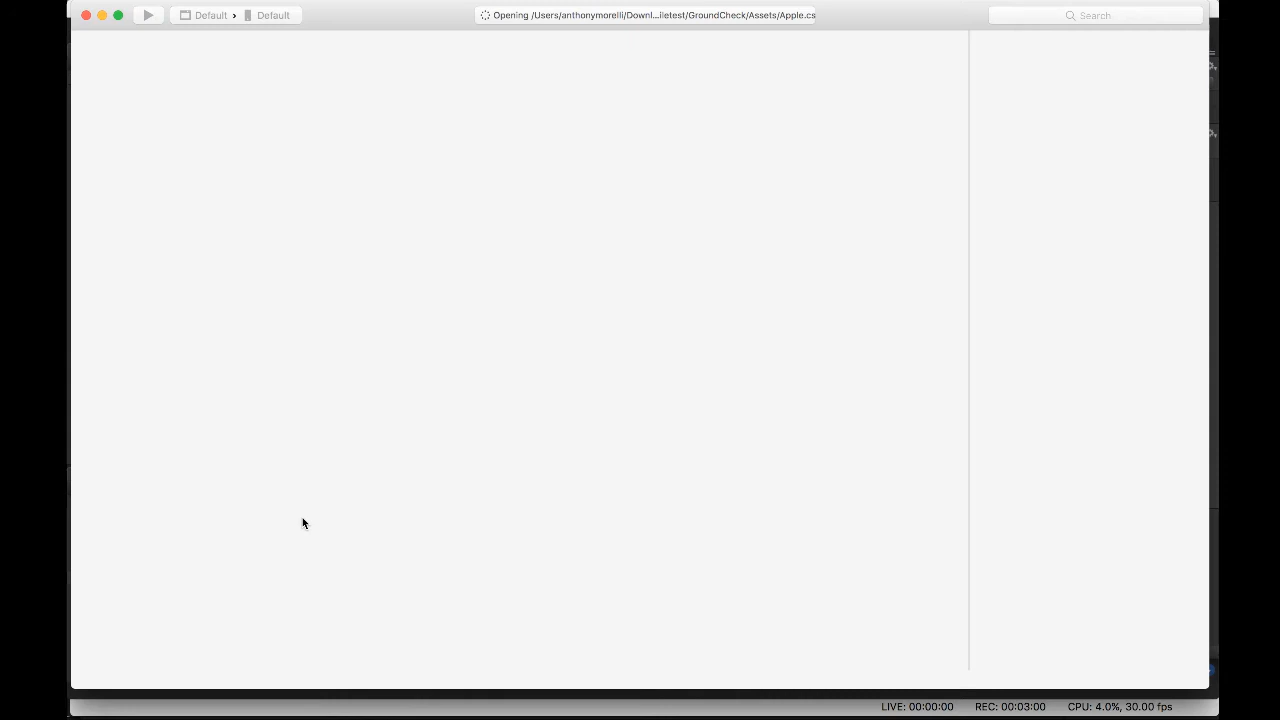 Default › Default
Opening /Users/anthonymorelli/Downl...iletest/GroundCheck/Assets/Apple.cs
Search
LIVE: 00:00:00
REC: 00:03:00
CPU: 4.0%, 30.00 fps